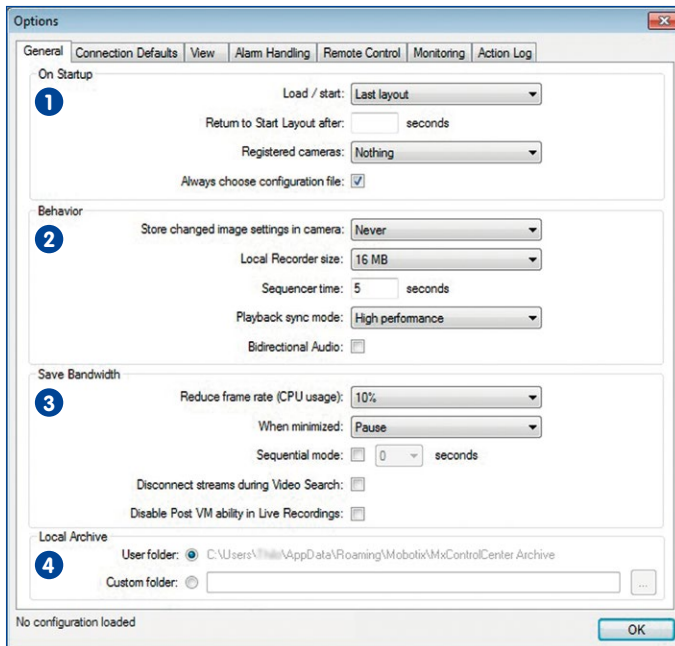 Options
General Connection Defaults View Alarm Handling Remote Control Monitoring Action Log
On Startup
1
Load / start: Last layout
Return to Start Layout after: seconds
Registered cameras: Nothing
Always choose configuration file:
Behavior
2
Store changed image settings in camera: Never
Local Recorder size: 16 MB
Sequencer time: 5 seconds
Playback sync mode: High performance
Bidirectional Audio:
Save Bandwidth
3
Reduce frame rate (CPU usage): 10%
When minimized: Pause
Sequential mode: 0 seconds
Disconnect streams during Video Search:
Disable Post VM ability in Live Recordings:
Local Archive
4
User folder: C:\Users\ \AppData\Roaming\Mobotix\MxControlCenter Archive
Custom folder: ...
No configuration loaded
OK